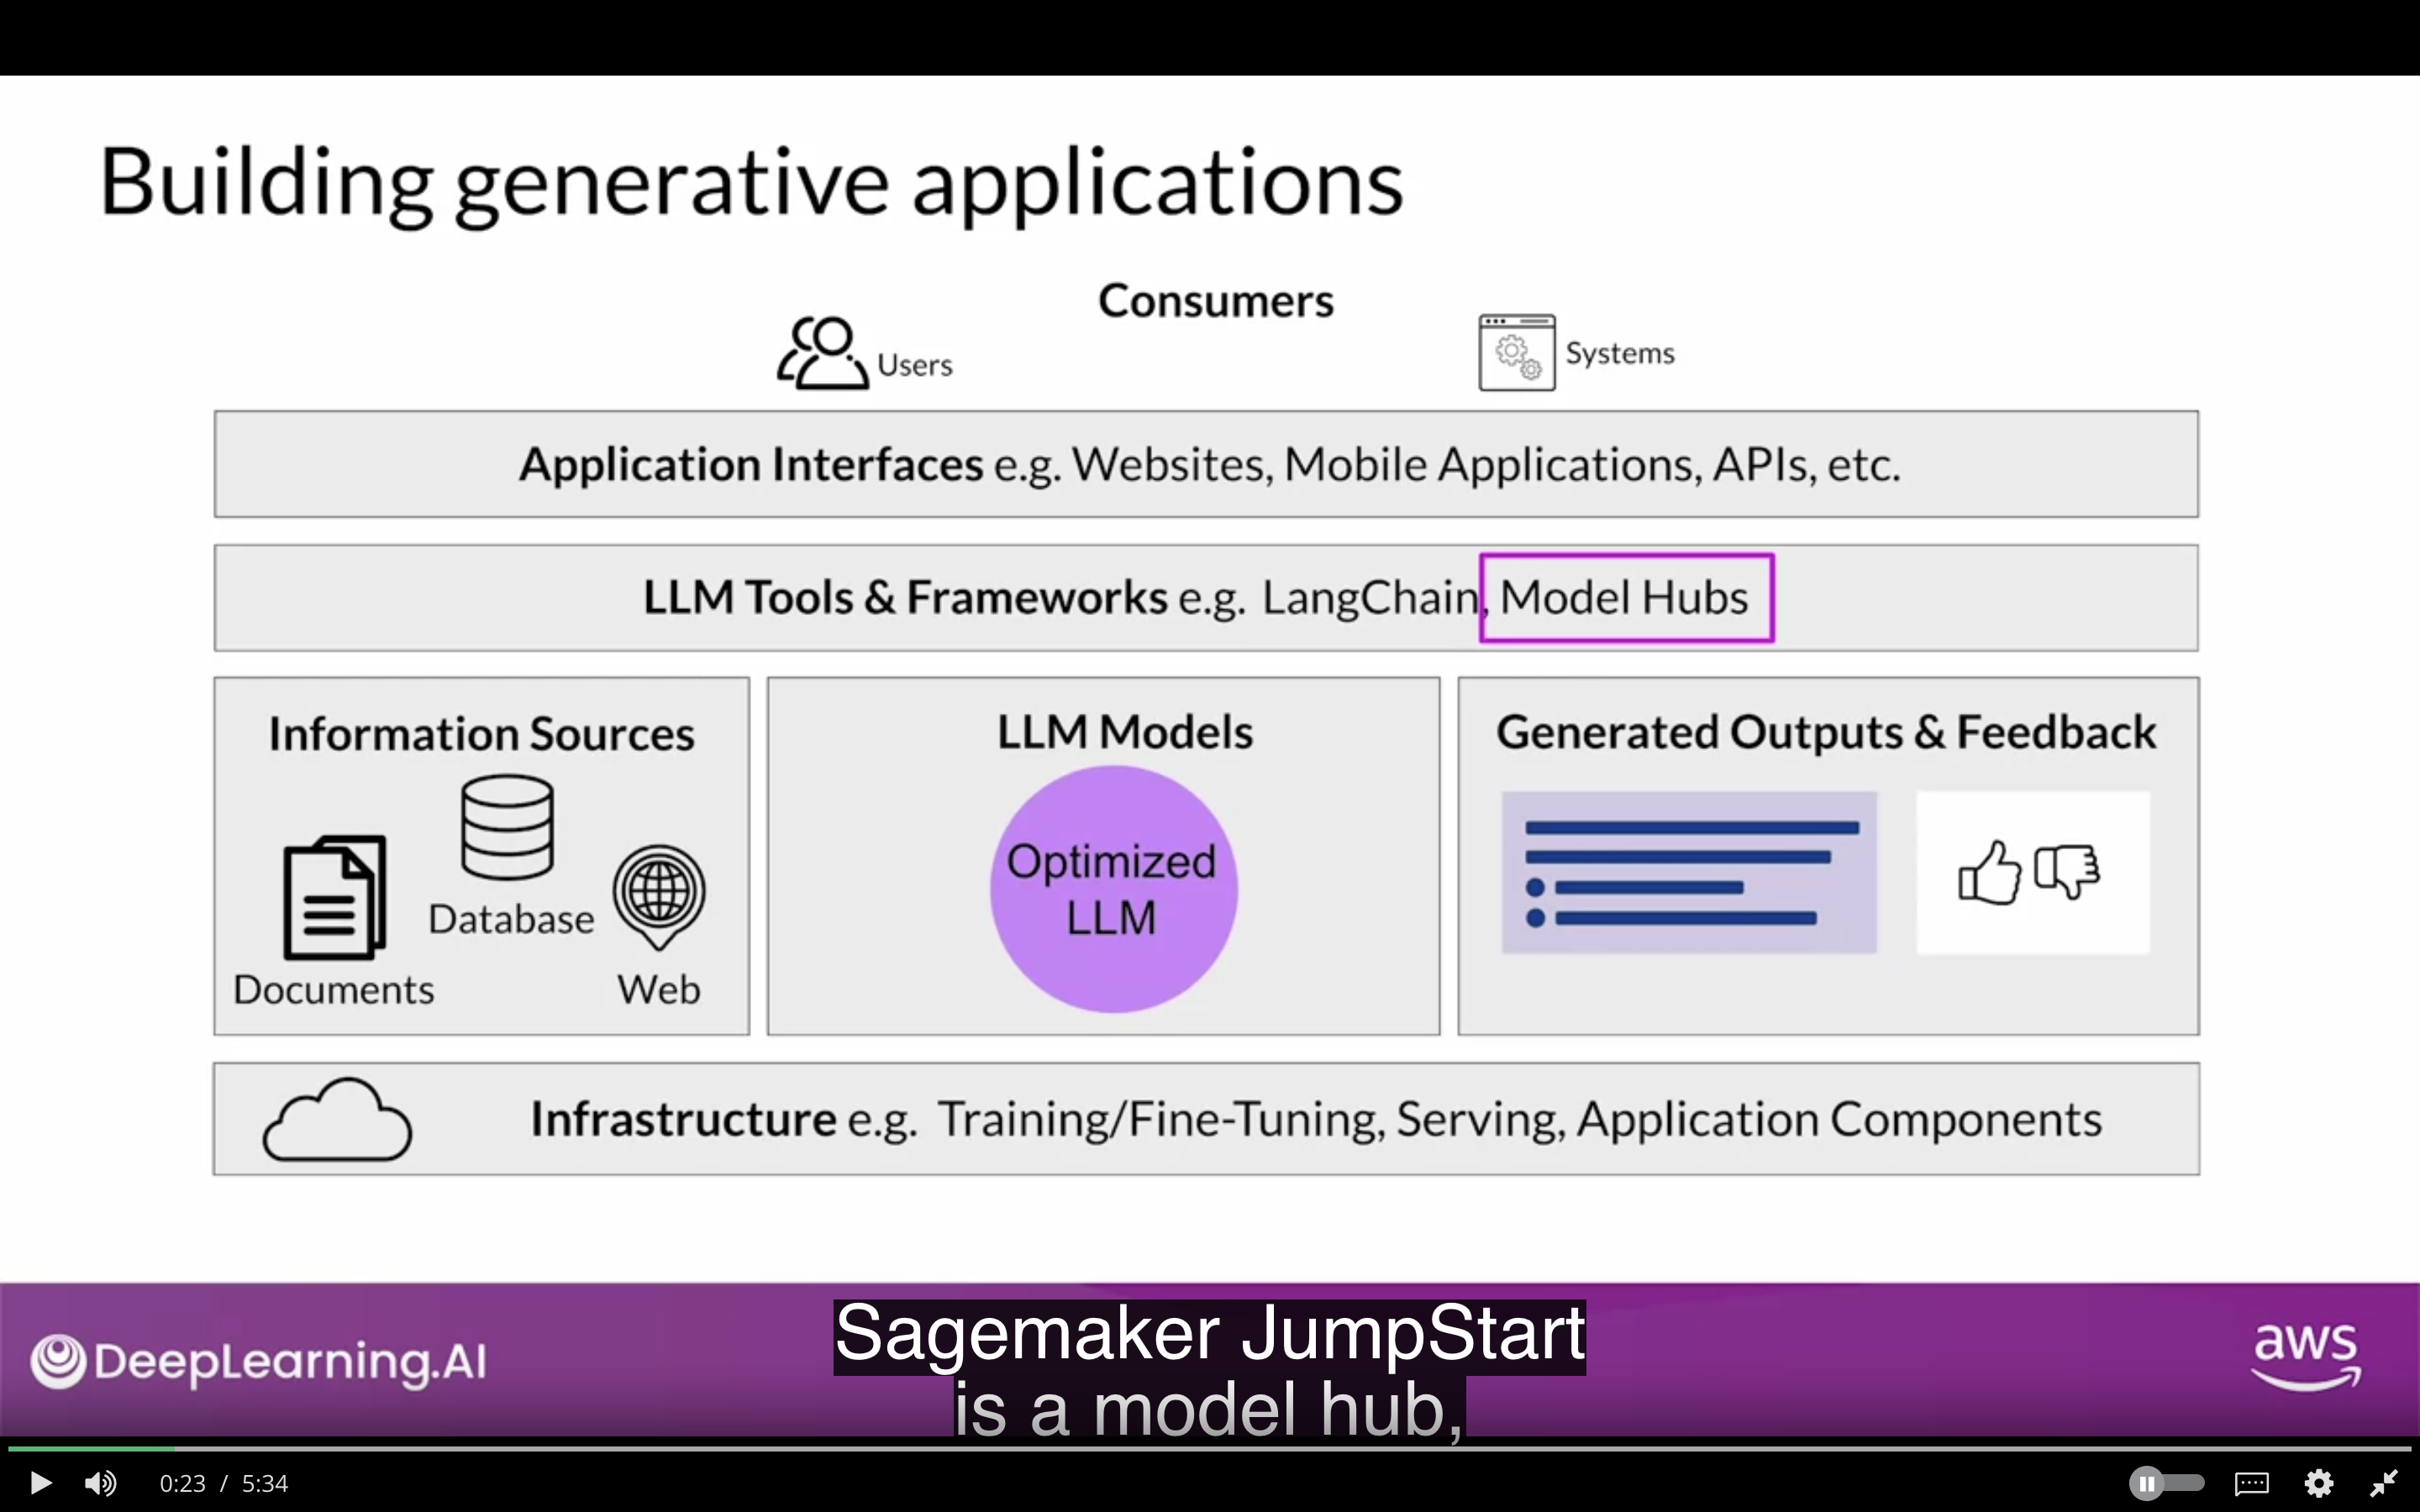 Building generative applications
Consumers
Users
Systems
Application Interfaces e.g. Websites, Mobile Applications, APIs, etc.
LLM Tools & Frameworks e.g. LangChain, Model Hubs
Information Sources
Database
Documents
Web
LLM Models
Optimized
LLM
Generated Outputs & Feedback
Infrastructure e.g. Training/Fine-Tuning, Serving, Application Components
DeepLearning.AI
Sagemaker JumpStart
is a model hub,
aws
0:23 / 5:34